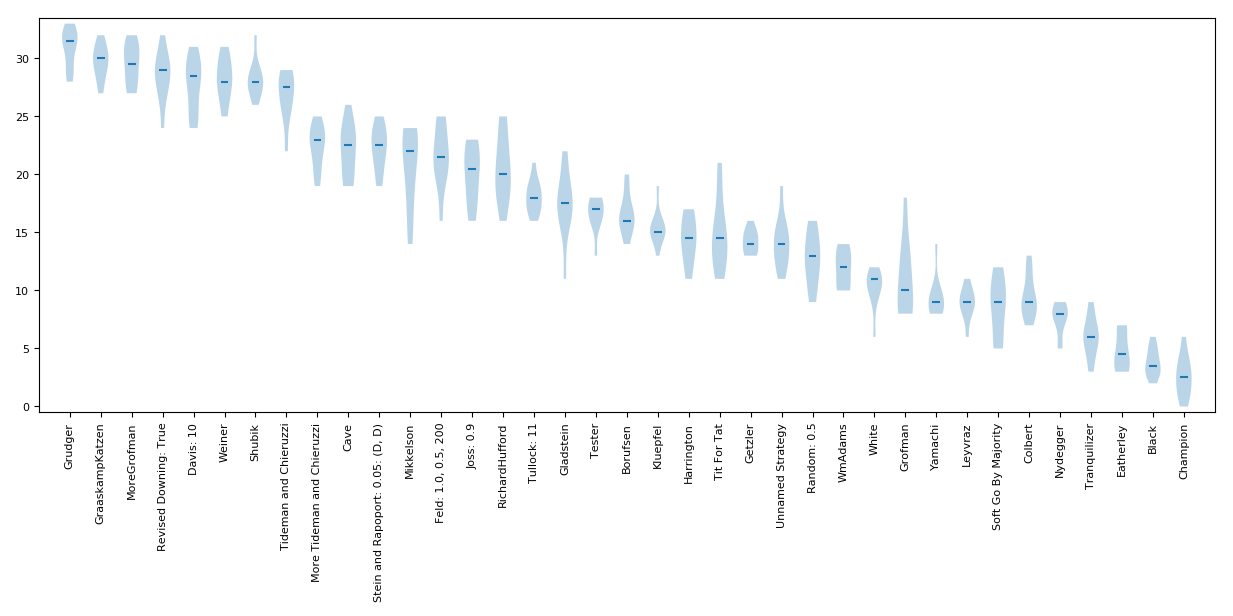 30
25
20
15
10
5
0
Grudger
GraaskampKatzen
MoreGrofman
Revised Downing: True
Davis: 10
Weiner
Shubik
Tideman and Chieruzzi
More Tideman and Chieruzzi
Cave
Stein and Rapoport: 0.05: (D, D)
Mikkelson
Feld: 1.0, 0.5, 200
Joss: 0.9
RichardHufford
Tullock: 11
Gladstein
Tester
Borufsen
Kluepfel
Harrington
Tit For Tat
Getzler
Unnamed Strategy
Random: 0.5
WmAdams
White
Grofman
Yamachi
Leyvraz
Soft Go By Majority
Colbert
Nydegger
Tranquilizer
Eatherley
Black
Champion